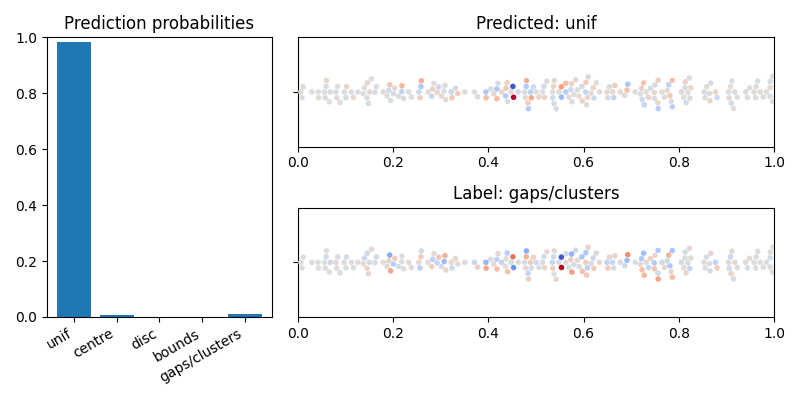 Prediction probabilities
1.0
0.8
0.6
0.4
0.2
0.0
unif
centre
disc
bounds
gaps/clusters
Predicted: unif
0.0 0.2 0.4 0.6 0.8 1.0
Label: gaps/clusters
0.0 0.2 0.4 0.6 0.8 1.0